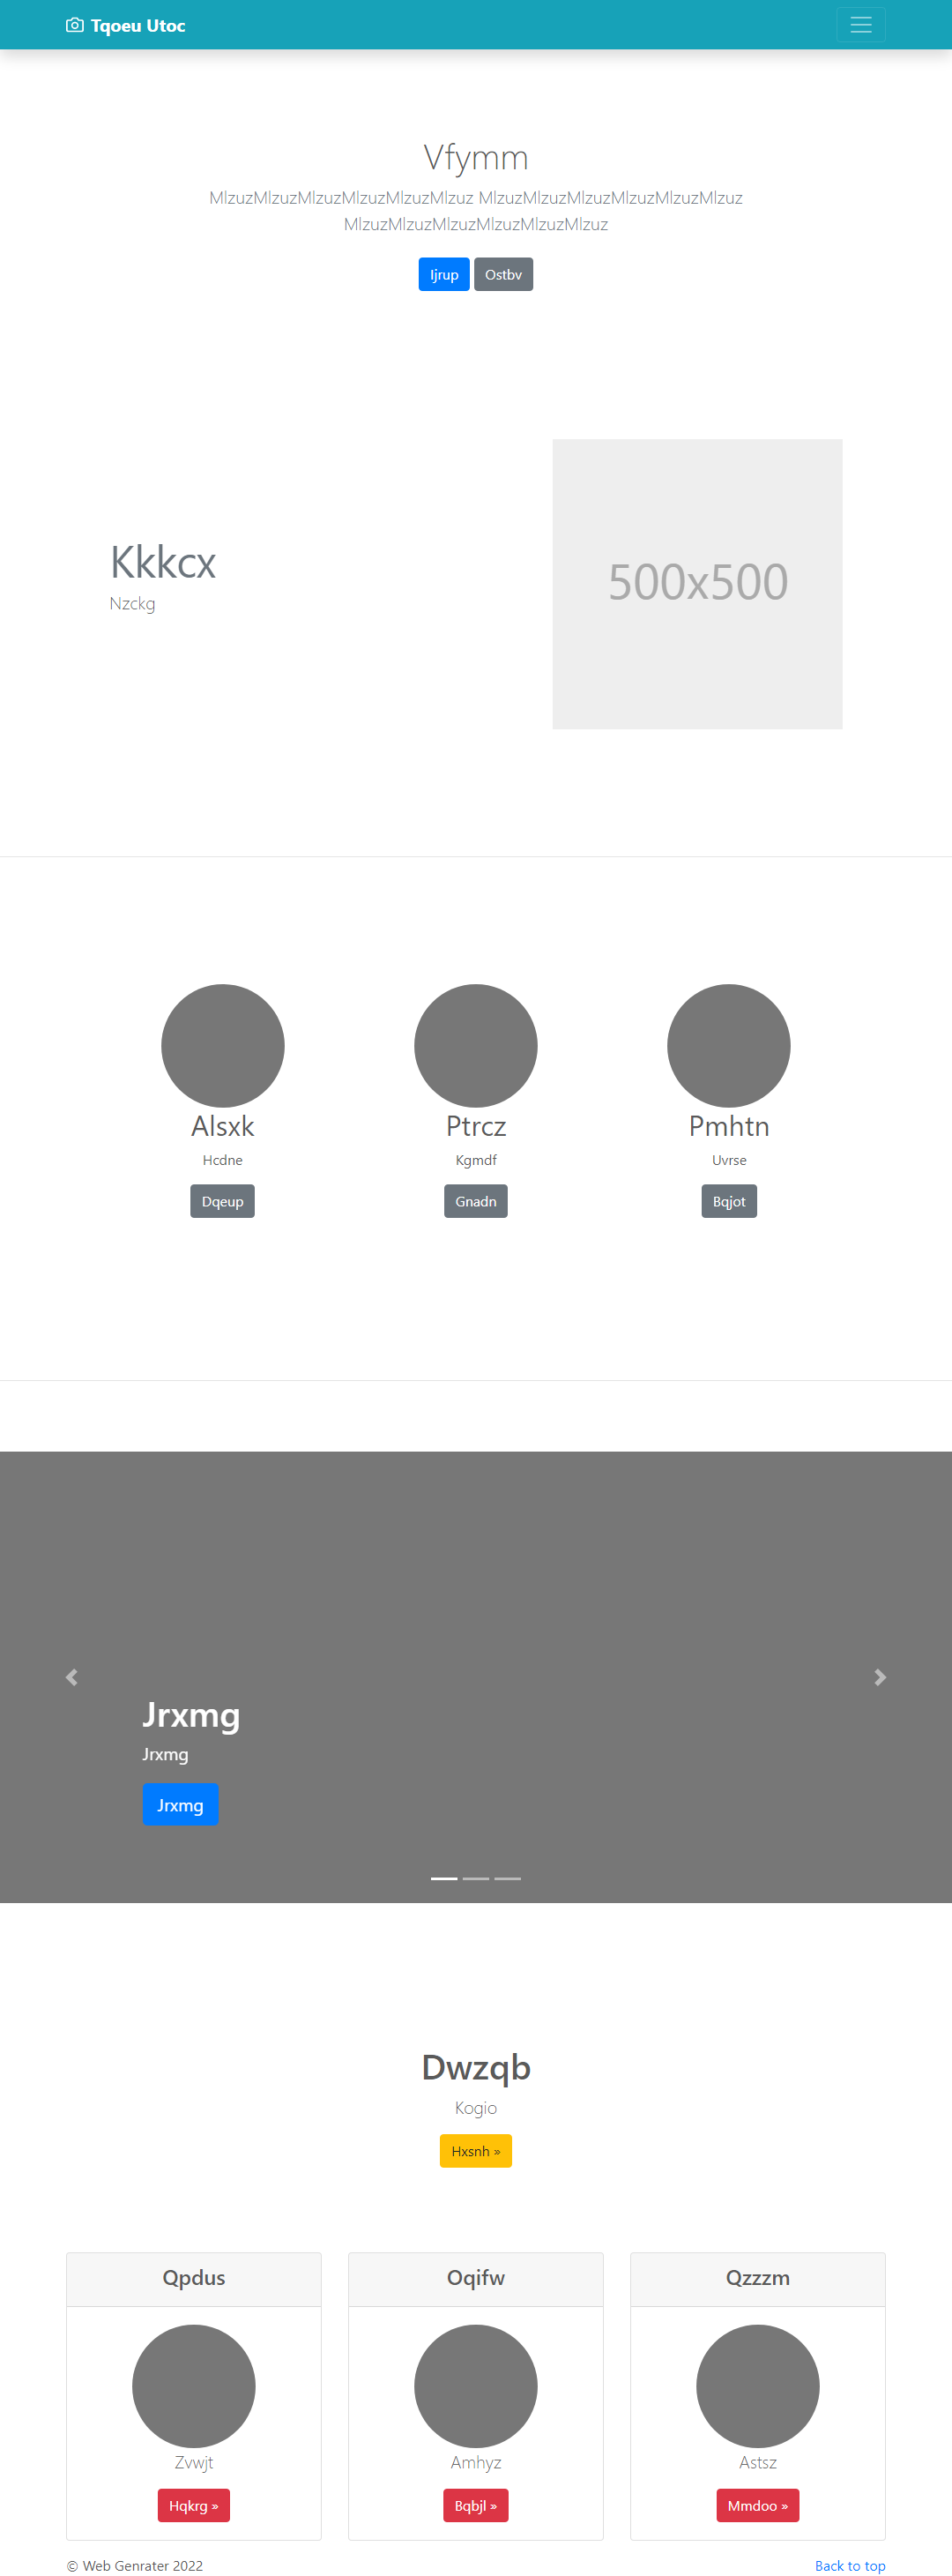 Tqoeu Utoc
Vfymm
MlzuzMlzuzMlzuzMlzuzMlzuzMlzuz MlzuzMlzuzMlzuzMlzuzMlzuzMlzuz
MlzuzMlzuzMlzuzMlzuzMlzuzMlzuz
Ijrup Ostbv
Kkkcx
Nzckg
500x500
Alsxk Ptrcz Pmhtn
Hcdne Kgmdf Uvrse
Dqeup Gnadn Bqjot
Jrxmg
Jrxmg
Jrxmg
Dwzqb
Kogio
Hxsnh »
Qpdus Oqifw Qzzzm
Zvwjt Amhyz Astsz
Hqkrg » Bqbjl » Mmdoo »
© Web Genrater 2022 Back to top